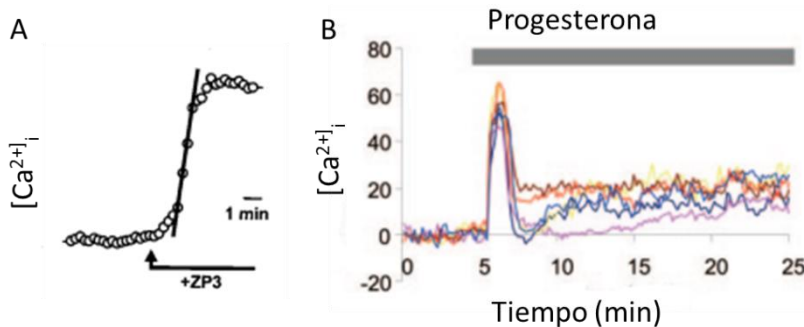 A
[Ca²⁺]ᵢ
1 min
+ZP3
B
Progesterona
[Ca²⁺]ᵢ
80
60
40
20
0
-20
0
5
10
15
20
25
Tiempo (min)